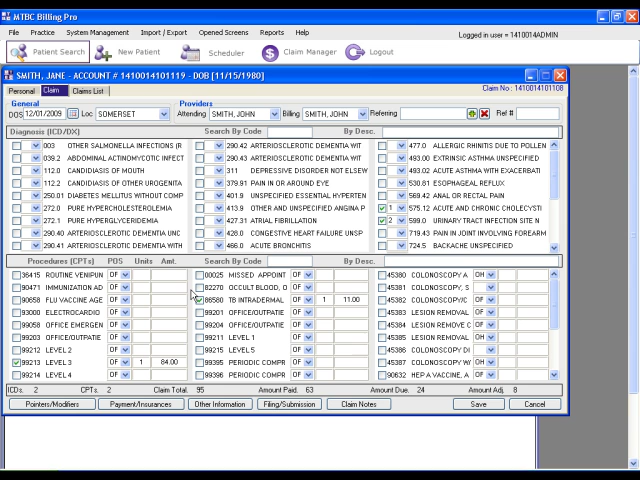 MTBC Billing Pro
File Practice System Management Import / Export Opened Screens Reports Help Logged in user = 1410014ADMIN
Patient Search New Patient Scheduler Claim Manager Logout
SMITH, JANE - ACCOUNT # 1410014101119 - DOB [11/15/1980]
Personal Claim Claims List Claim No : 1410014101108
General Providers
DOS 12/01/2009 Loc SOMERSET Attending SMITH, JOHN Billing SMITH, JOHN Referring Ref #
Diagnosis (ICD/DX) Search By Code By Desc.
003 OTHER SALMONELLA INFECTIONS (R 290.42 ARTERIOSCLEROTIC DEMENTIA WIT 477.0 ALLERGIC RHINITIS DUE TO POLLEN
039.2 ABDOMINAL ACTINOMYCOTIC INFECT 290.43 ARTERIOSCLEROTIC DEMENTIA WIT 493.00 EXTRINSIC ASTHMA UNSPECIFIED
112.0 CANDIDIASIS OF MOUTH 311 DEPRESSIVE DISORDER NOT ELSEW 493.02 ACUTE ASTHMA WITH EXACERBATI
112.2 CANDIDIASIS OF OTHER UROGENITA 379.91 PAIN IN OR AROUND EYE 530.81 ESOPHAGEAL REFLUX
250.01 DIABETES MELLITUS WITHOUT COMP 401.9 UNSPECIFIED ESSENTIAL HYPERTEN 569.42 ANAL OR RECTAL PAIN
272.0 PURE HYPERCHOLESTEROLEMIA 413.9 OTHER AND UNSPECIFIED ANGINA P 1 575.12 ACUTE AND CHRONIC CHOLECYSTI
272.1 PURE HYPERGLYCERIDEMIA 427.31 ATRIAL FIBRILLATION 2 599.0 URINARY TRACT INFECTION SITE N
290.40 ARTERIOSCLEROTIC DEMENTIA UNC 428.0 CONGESTIVE HEART FAILURE UNSP 719.43 PAIN IN JOINT INVOLVING FOREARM
290.41 ARTERIOSCLEROTIC DEMENTIA WITH 466.0 ACUTE BRONCHITIS 724.5 BACKACHE UNSPECIFIED
Procedures (CPTs) POS Units Amt. Search By Code By Desc.
36415 ROUTINE VENIPUN OF 00025 MISSED APPOINT OF 45380 COLONOSCOPY A OH
90471 IMMUNIZATION AD OF 82270 OCCULT BLOOD, O OF 45381 COLONOSCOPY, S
90658 FLU VACCINE AGE OF 86580 TB INTRADERMAL OF 1 11.00 45382 COLONOSCOPY/C OF
93000 ELECTROCARDIO OF 99201 OFFICE/OUTPATIE OF 45383 LESION REMOVAL OF
99058 OFFICE EMERGEN OF 99204 OFFICE/OUTPATIE OF 45384 LESION REMOVE C OF
99203 OFFICE/OUTPATIE OF 99211 LEVEL 1 OF 45385 LESION REMOVAL OF
99212 LEVEL 2 OF 99215 LEVEL 5 OF 45386 COLONOSCOPY DI OF
99213 LEVEL 3 OF 1 84.00 99395 PERIODIC COMPR OF 45387 COLONOSCOPY W/ OH
99214 LEVEL 4 OF 99396 PERIODIC COMPR OF 90632 HEP A VACCINE, A OF
ICDs. 2 CPTs. 2 Claim Total. 95 Amount Paid. 63 Amount Due. 24 Amount Adj. 8
Pointers/Modifiers Payment/Insurances Other Information Filing/Submission Claim Notes Save Cancel